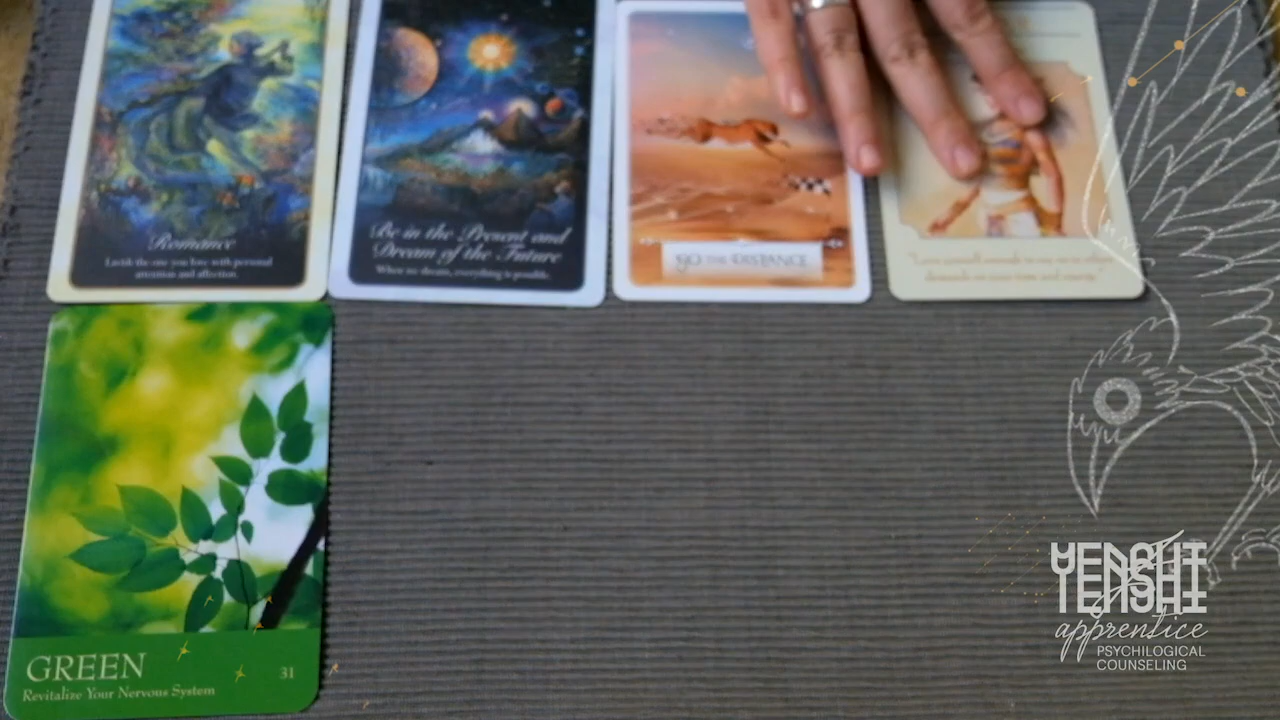 Romance
Lavish the one you love with personal
attention and affection.
Be in the Present and
Dream of the Future
When we dream, everything is possible.
GO THE DISTANCE
GREEN
31
Revitalize Your Nervous System
YENSHI
YENSHI
apprentice
PSYCHILOGICAL
COUNSELING